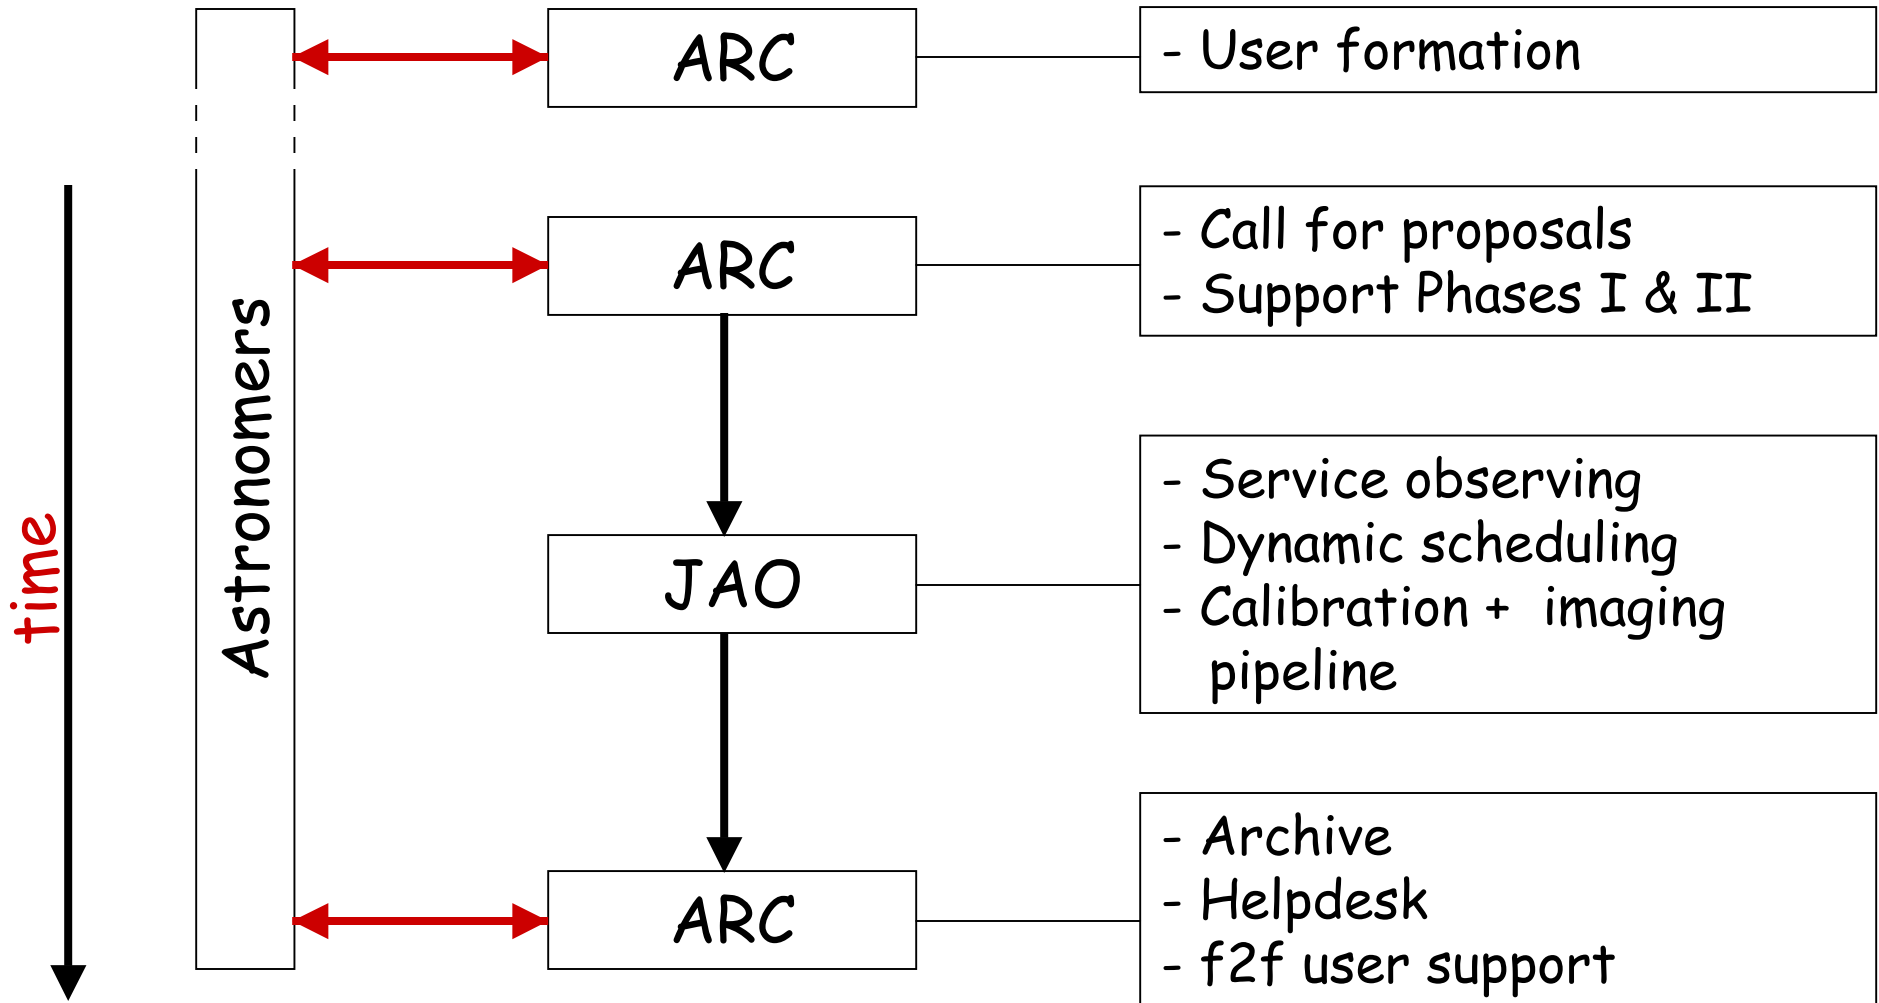 ARC
- User formation
ARC
- Call for proposals
- Support Phases I & II
time
Astronomers
JAO
- Service observing
- Dynamic scheduling
- Calibration +  imaging
pipeline
ARC
- Archive
- Helpdesk
- f2f user support